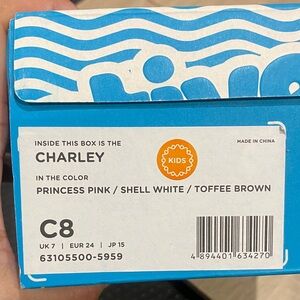 INSIDE THIS BOX IS THE
CHARLEY
KIDS
MADE IN CHINA
IN THE COLOR
PRINCESS PINK / SHELL WHITE / TOFFEE BROWN
C8
UK 7 | EUR 24 | JP 15
63105500-5959
4 894401 634270